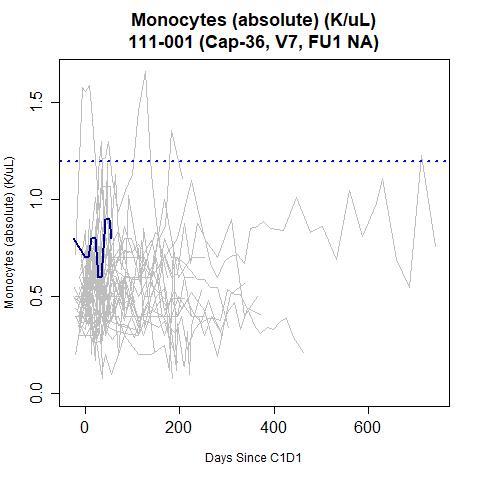 Monocytes (absolute) (K/uL)
111-001 (Cap-36, V7, FU1 NA)
Monocytes (absolute) (K/uL)
1.5
1.0
0.5
0.0
0 200 400 600
Days Since C1D1